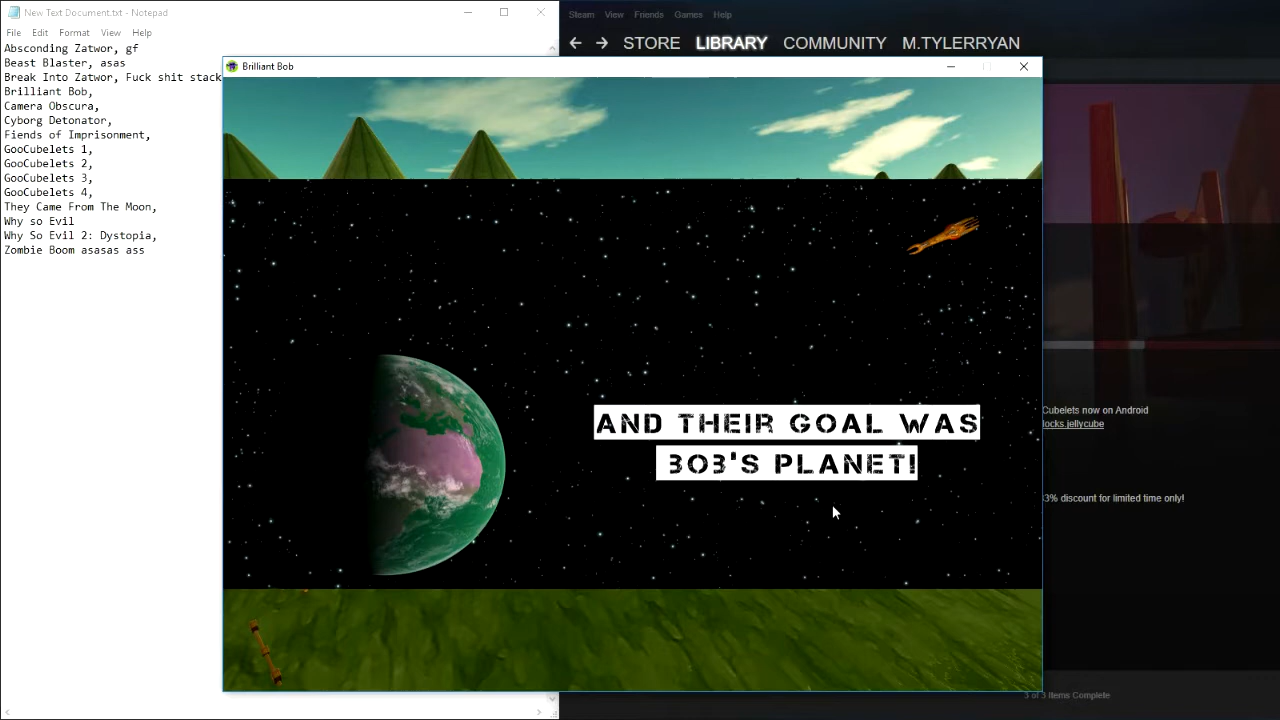 New Text Document.txt - Notepad
File Edit Format View Help
Absconding Zatwor, gf
Beast Blaster, asas
Break Into Zatwor, Fuck shit stack
Brilliant Bob,
Camera Obscura,
Cyborg Detonator,
Fiends of Imprisonment,
GooCubelets 1,
GooCubelets 2,
GooCubelets 3,
GooCubelets 4,
They Came From The Moon,
Why so Evil
Why So Evil 2: Dystopia,
Zombie Boom asasas ass
Steam View Friends Games Help
STORE LIBRARY COMMUNITY M.TYLERRYAN
Brilliant Bob
AND THEIR GOAL WAS
BOB'S PLANET!
Cubelets now on Android
locks.jellycube
3% discount for limited time only!
3 of 3 Items Complete